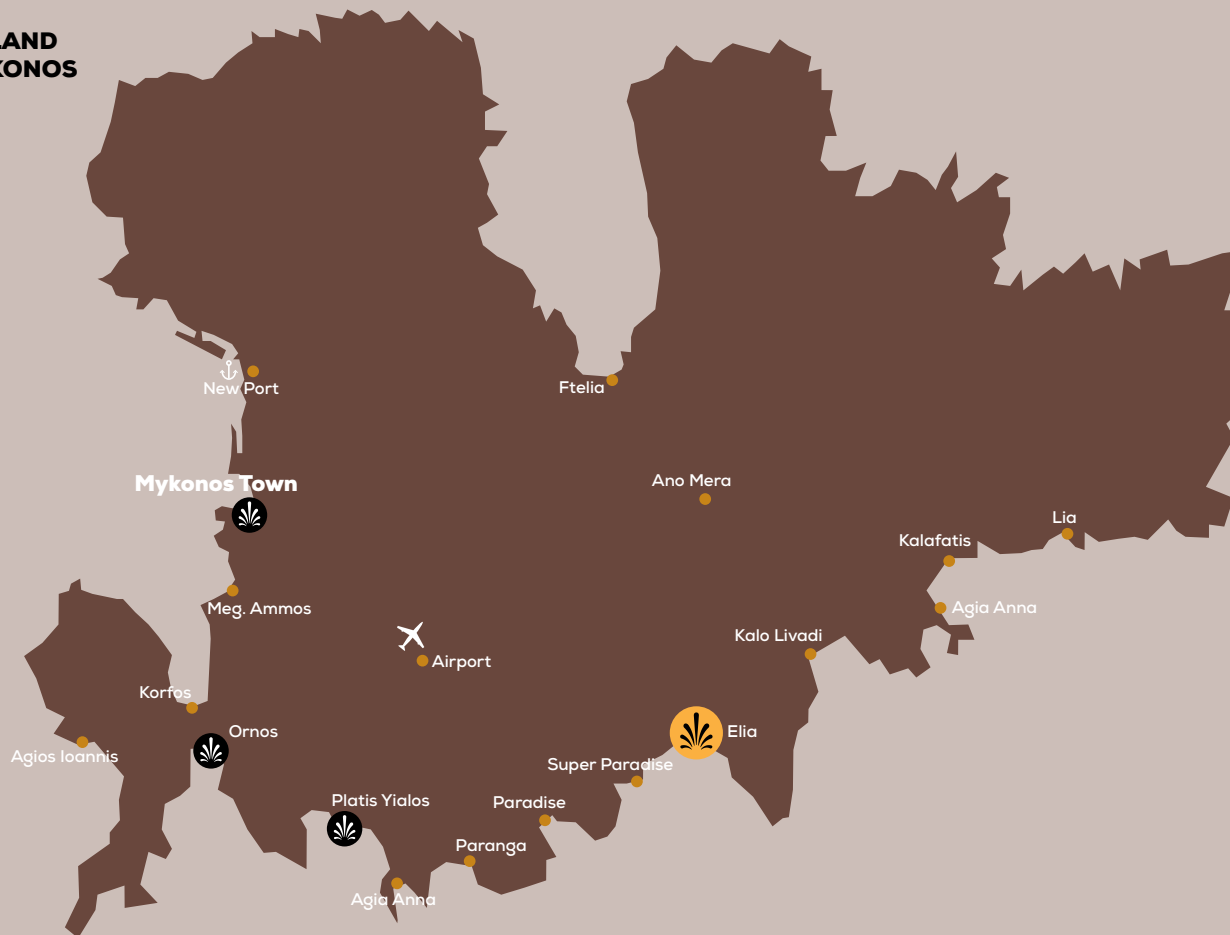 LAND
KONOS
New Port
Ftelia
Mykonos Town
Ano Mera
Lia
Kalafatis
Meg. Ammos
Agia Anna
Kalo Livadi
Airport
Korfos
Ornos
Elia
Agios Ioannis
Super Paradise
Platis Yialos
Paradise
Paranga
Agia Anna